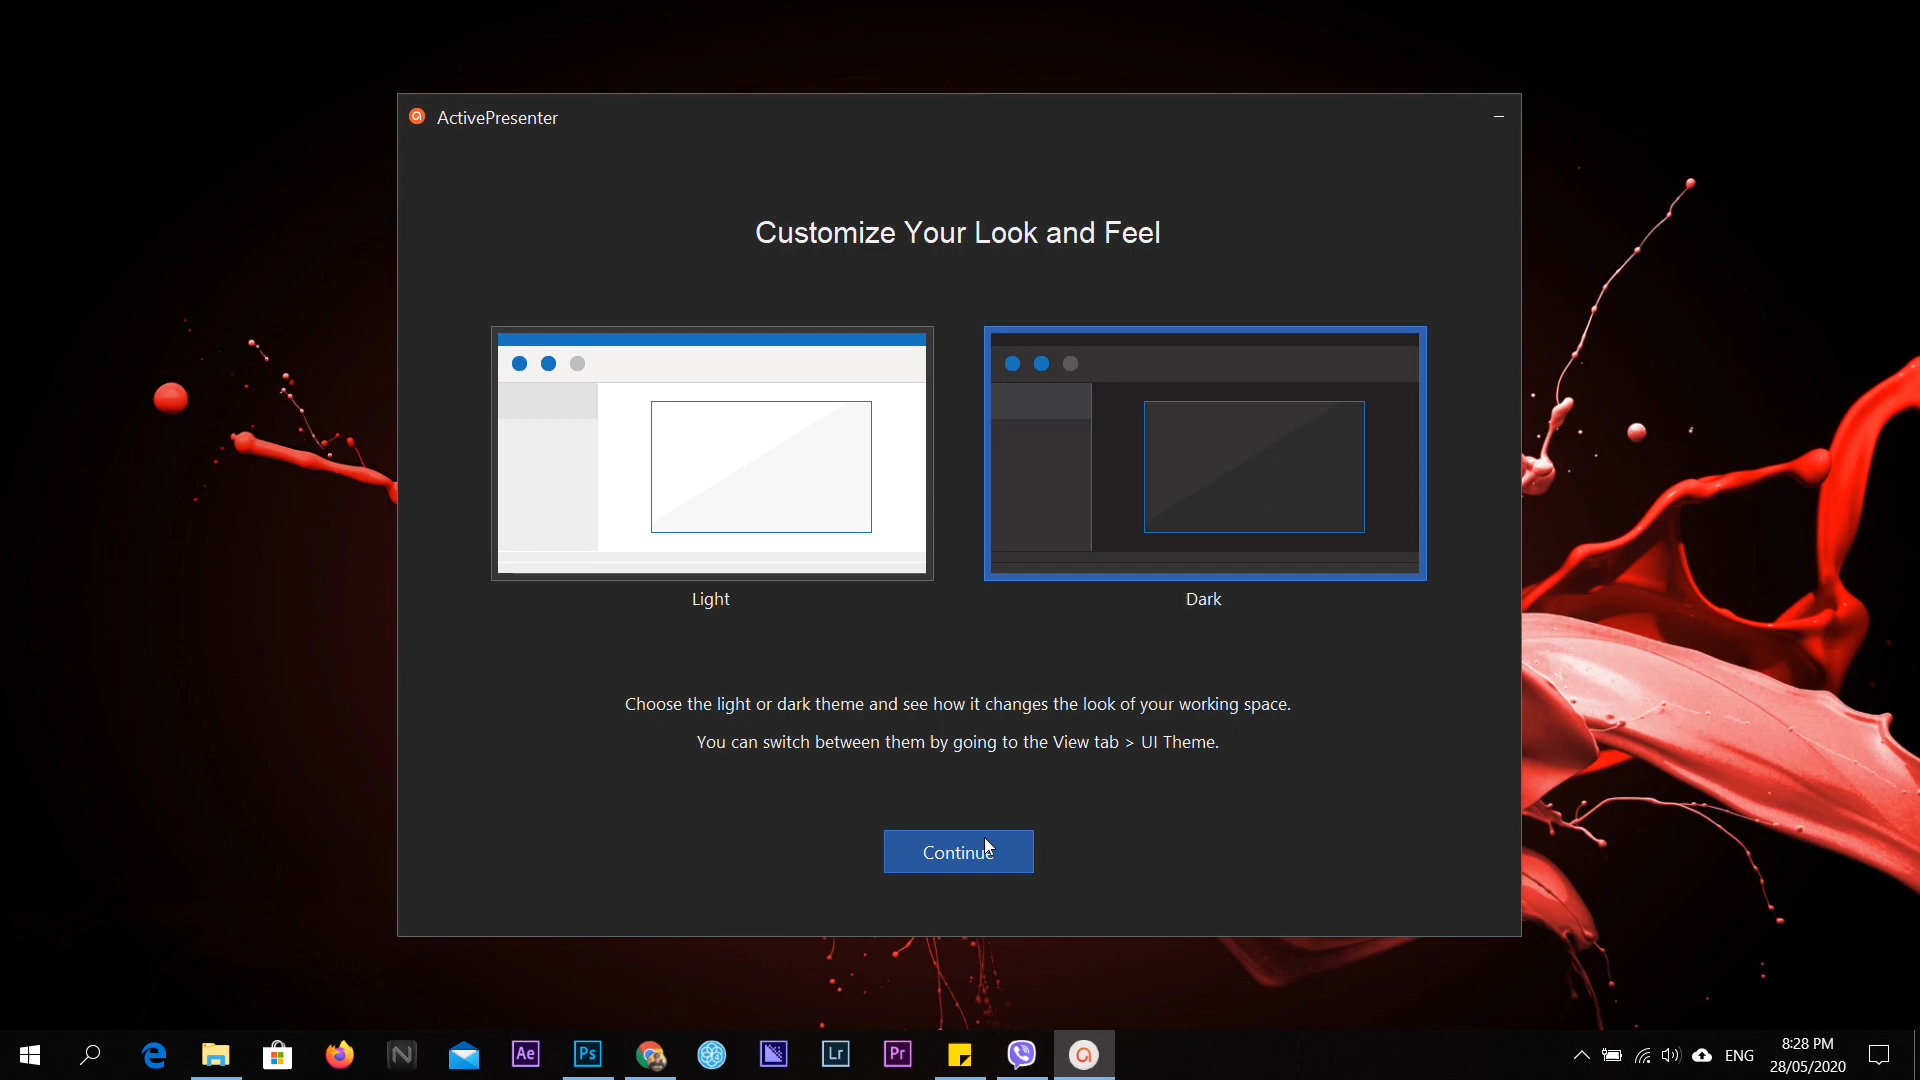 ActivePresenter
Customize Your Look and Feel
Light
Dark
Choose the light or dark theme and see how it changes the look of your working space.
You can switch between them by going to the View tab > UI Theme.
Continue
Ae
Ps
Lr
Pr
ENG
8:28 PM
28/05/2020